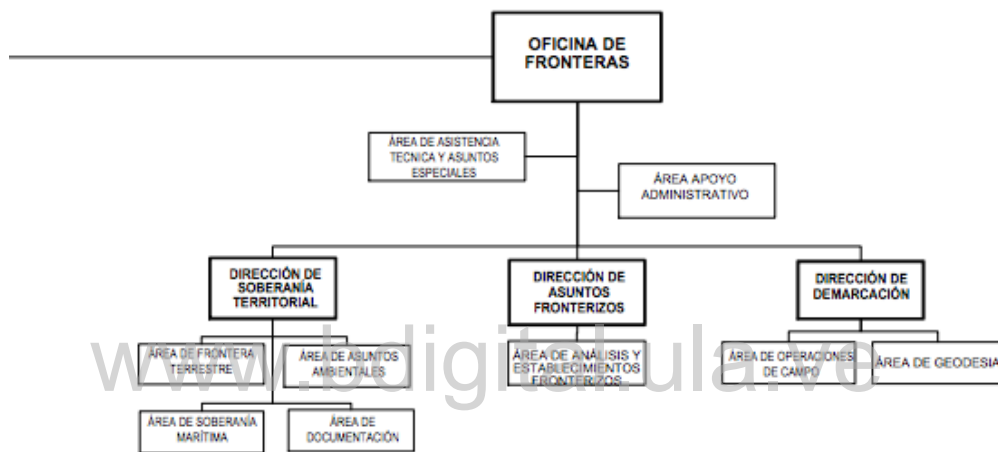 OFICINA DE
FRONTERAS
ÁREA DE ASISTENCIA
TECNICA Y ASUNTOS
ESPECIALES
ÁREA APOYO
ADMINISTRATIVO
DIRECCIÓN DE
SOBERANÍA
TERRITORIAL
DIRECCIÓN DE
ASUNTOS
FRONTERIZOS
DIRECCIÓN DE
DEMARCACIÓN
ÁREA DE FRONTERA
TERRESTRE
ÁREA DE ASUNTOS
AMBIENTALES
ÁREA DE ANÁLISIS Y
ESTABLECIMIENTOS
FRONTERIZOS
ÁREA DE OPERACIONES
DE CAMPO
ÁREA DE GEODESIA
ÁREA DE SOBERANÍA
MARÍTIMA
ÁREA DE
DOCUMENTACIÓN
www.bdigital.ula.ve